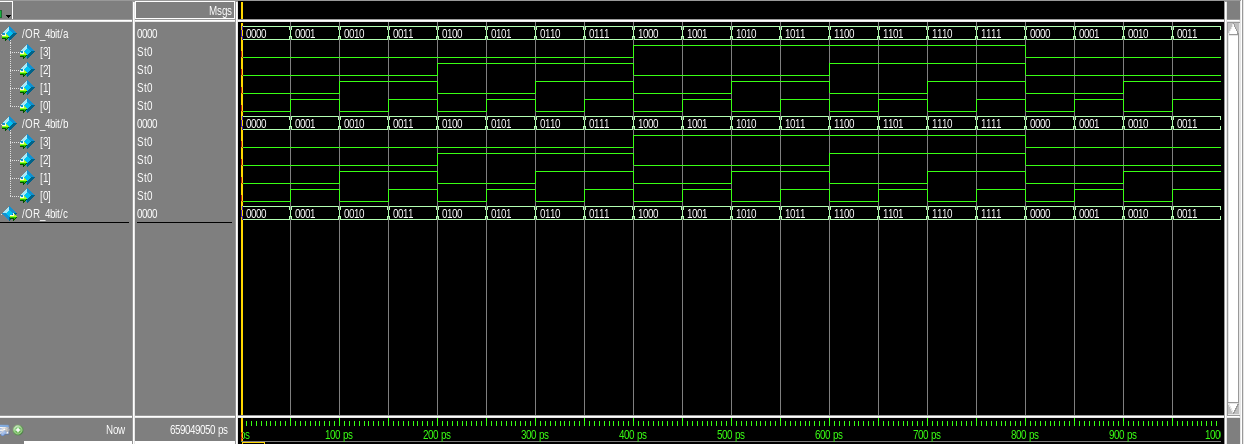 Msgs
/OR_4bit/a 0000 0000 0001 0010 0011 0100 0101 0110 0111 1000 1001 1010 1011 1100 1101 1110 1111 0000 0001 0010 0011
[3] St0
[2] St0
[1] St0
[0] St0
/OR_4bit/b 0000 0000 0001 0010 0011 0100 0101 0110 0111 1000 1001 1010 1011 1100 1101 1110 1111 0000 0001 0010 0011
[3] St0
[2] St0
[1] St0
[0] St0
/OR_4bit/c 0000 0000 0001 0010 0011 0100 0101 0110 0111 1000 1001 1010 1011 1100 1101 1110 1111 0000 0001 0010 0011
Now 659049050 ps ps 100 ps 200 ps 300 ps 400 ps 500 ps 600 ps 700 ps 800 ps 900 ps 100